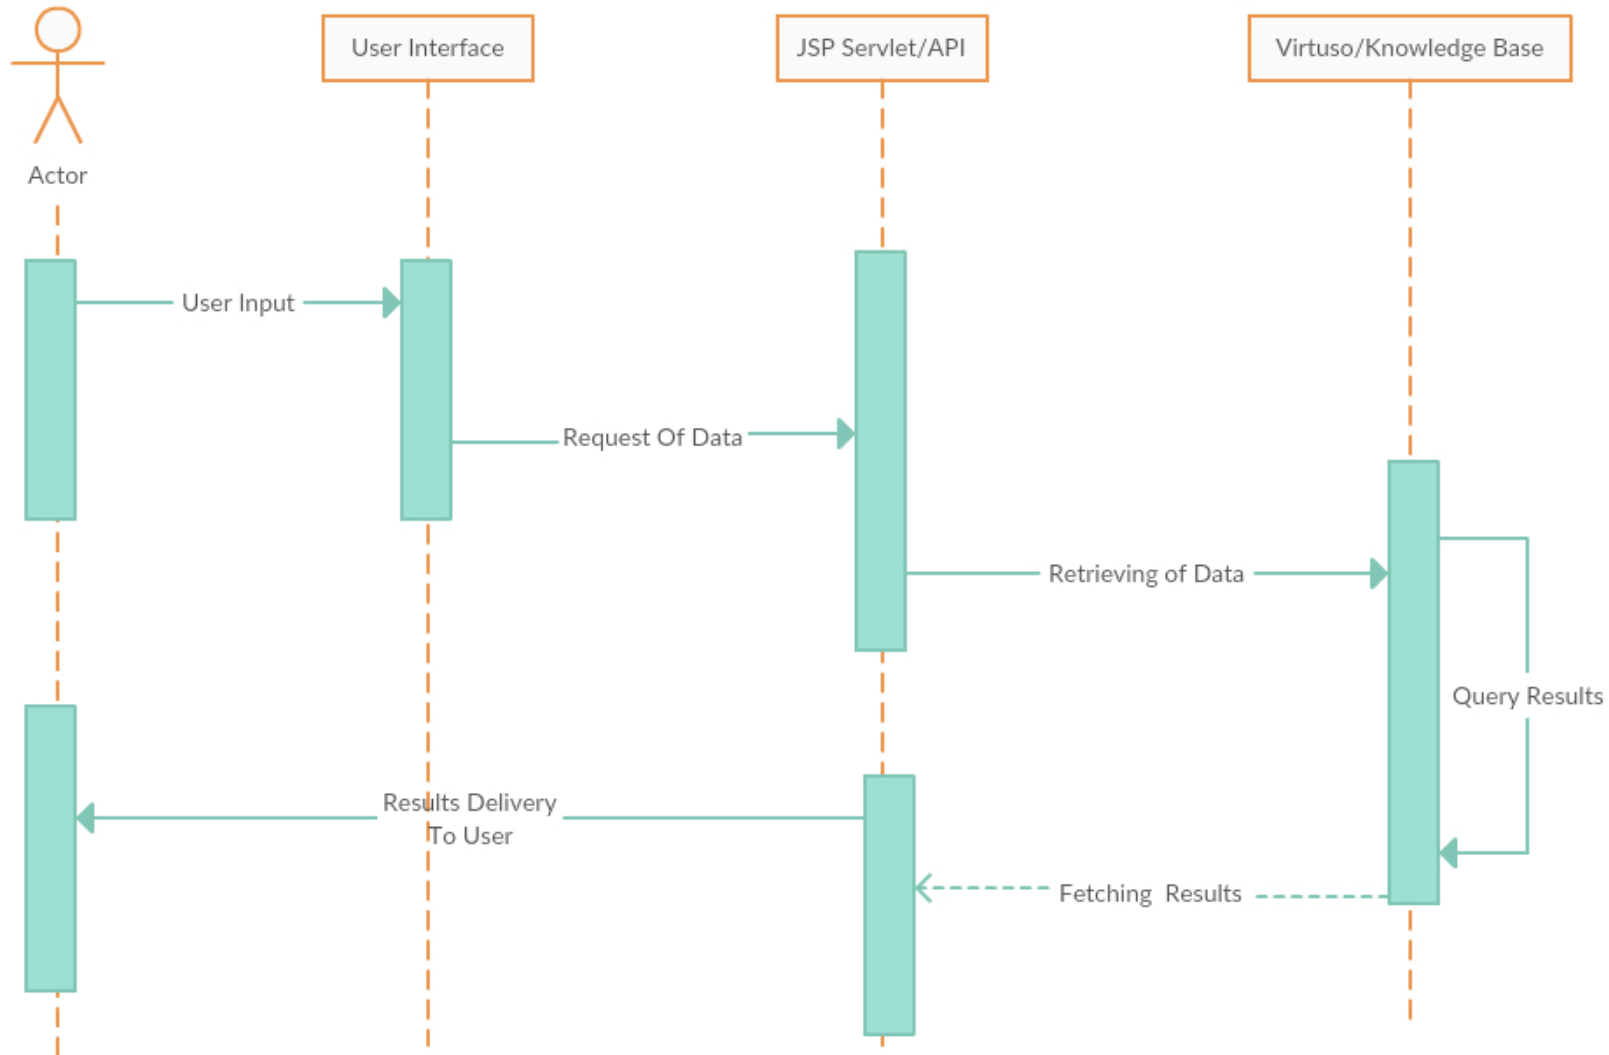 User Interface
JSP Servlet/API
Virtuso/Knowledge Base
Actor
User Input
Request Of Data
Retrieving of Data
Query Results
Results Delivery
To User
Fetching Results